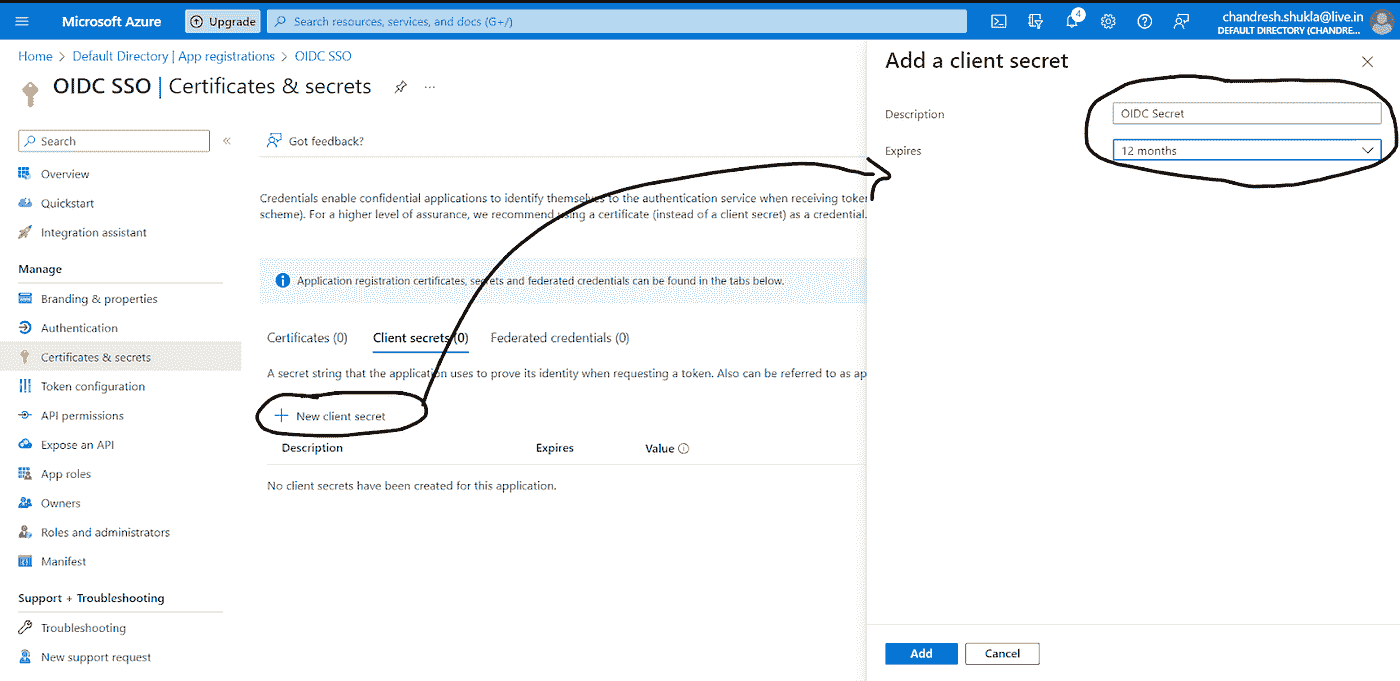 Microsoft Azure
Upgrade
Search resources, services, and docs (G+/)
4
chandresh.shukla@live.in
DEFAULT DIRECTORY (CHANDRE...
Home > Default Directory | App registrations > OIDC SSO
OIDC SSO | Certificates & secrets
...
Search
«
Overview
Quickstart
Integration assistant
Manage
Branding & properties
Authentication
Certificates & secrets
Token configuration
API permissions
Expose an API
App roles
Owners
Roles and administrators
Manifest
Support + Troubleshooting
Troubleshooting
New support request
Got feedback?
Credentials enable confidential applications to identify themselves to the authentication service when receiving toke
scheme). For a higher level of assurance, we recommend using a certificate (instead of a client secret) as a credential.
Application registration certificates, secrets and federated credentials can be found in the tabs below.
Certificates (0) Client secrets (0) Federated credentials (0)
A secret string that the application uses to prove its identity when requesting a token. Also can be referred to as ap
+ New client secret
Description Expires Value
No client secrets have been created for this application.
Add a client secret
Description OIDC Secret
Expires 12 months
Add Cancel